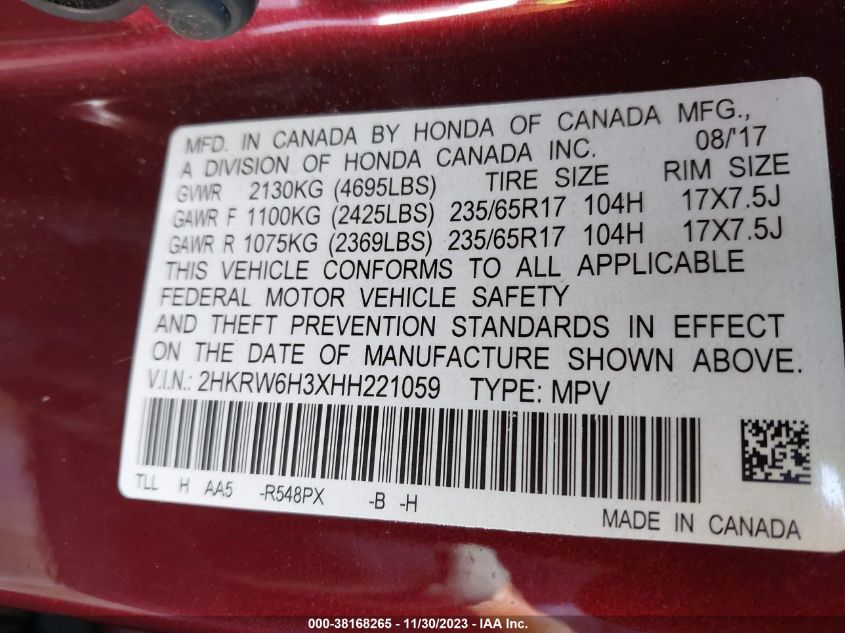 MFD. IN CANADA BY HONDA OF CANADA MFG.,
A DIVISION OF HONDA CANADA INC. 08/'17
GVWR 2130KG (4695LBS) TIRE SIZE RIM SIZE
GAWR F 1100KG (2425LBS) 235/65R17 104H 17X7.5J
GAWR R 1075KG (2369LBS) 235/65R17 104H 17X7.5J
THIS VEHICLE CONFORMS TO ALL APPLICABLE
FEDERAL MOTOR VEHICLE SAFETY
AND THEFT PREVENTION STANDARDS IN EFFECT
ON THE DATE OF MANUFACTURE SHOWN ABOVE.
V.I.N.: 2HKRW6H3XHH221059 TYPE: MPV
TLL H AA5 -R548PX -B -H
MADE IN CANADA
000-38168265 - 11/30/2023 - IAA Inc.